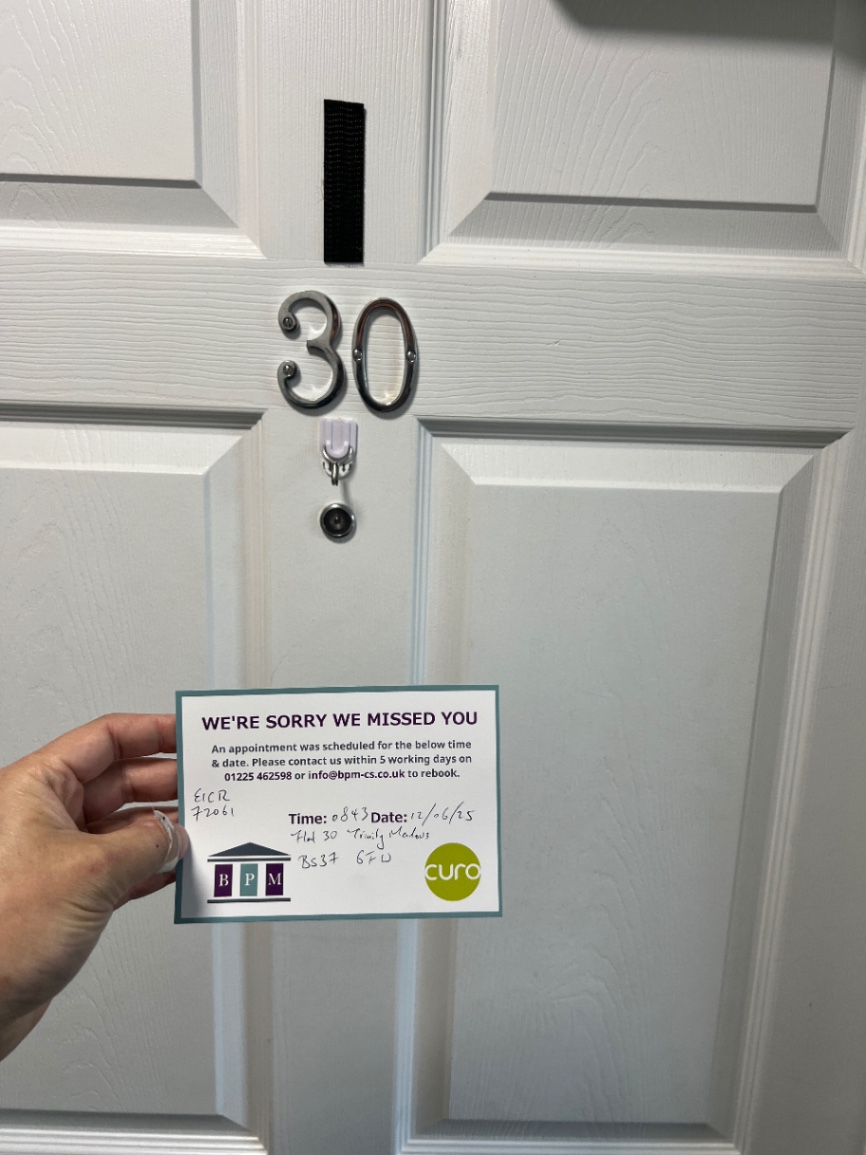 30
WE'RE SORRY WE MISSED YOU
An appointment was scheduled for the below time
& date. Please contact us within 5 working days on
01225 462598 or info@bpm-cs.co.uk to rebook.
EICR
72061
Time: 0843 Date: 12/06/25
Flat 30 Trinity Meadows
BS37
B P M
curo